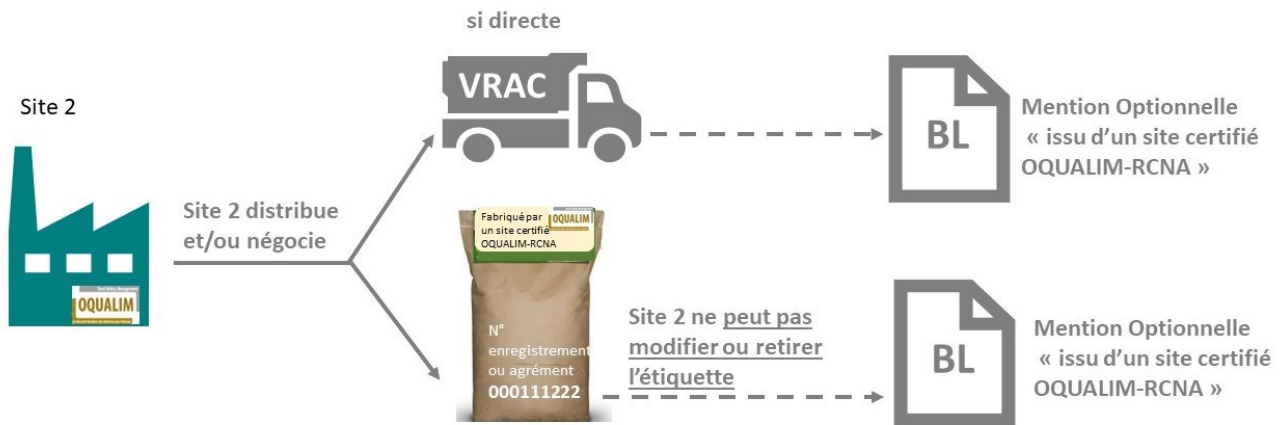 si directe
VRAC
Site 2
BL
Mention Optionnelle
« issu d'un site certifié
OQUALIM-RCNA »
Site 2 distribue
et/ou négocie
Fabriqué par
un site certifié
OQUALIM-RCNA
OQUALIM
OQUALIM
N°
enregistrement
ou agrément
000111222
Site 2 ne peut pas
modifier ou retirer
l'étiquette
BL
Mention Optionnelle
« issu d'un site certifié
OQUALIM-RCNA »